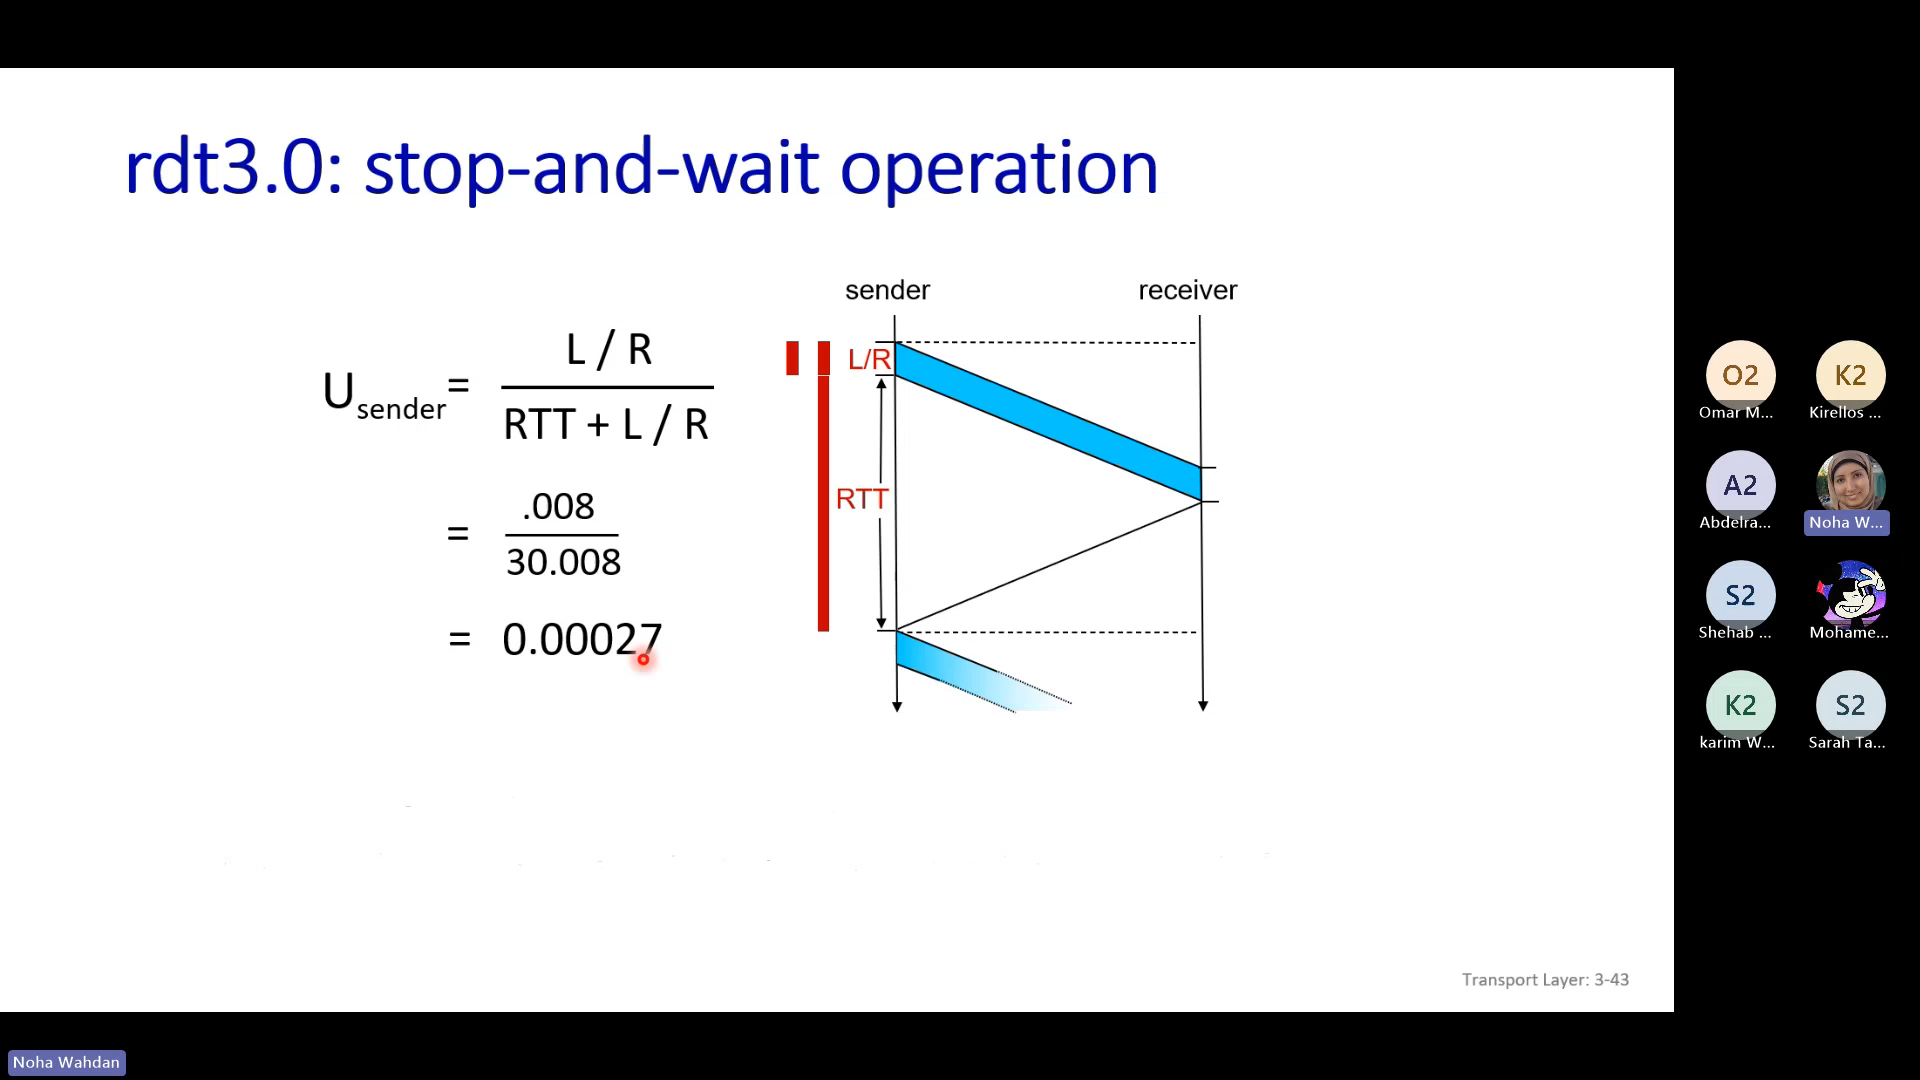 rdt3.0: stop-and-wait operation
sender
receiver
U sender =
L / R
RTT + L / R
L/R
RTT
= .008
30.008
= 0.00027
Transport Layer: 3-43
O2
K2
Omar M...
Kirellos ...
A2
Abdelra...
Noha W...
S2
Shehab ...
Mohame...
K2
S2
karim W...
Sarah Ta...
Noha Wahdan